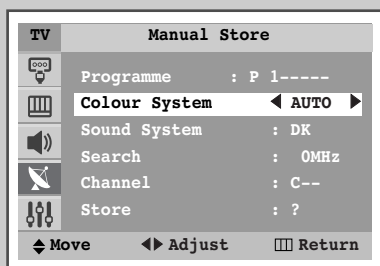 TV Manual Store
Programme : P 1-----
Colour System ◀ AUTO ▶
Sound System : DK
Search : 0MHz
Channel : C--
Store : ?
Move Adjust Return